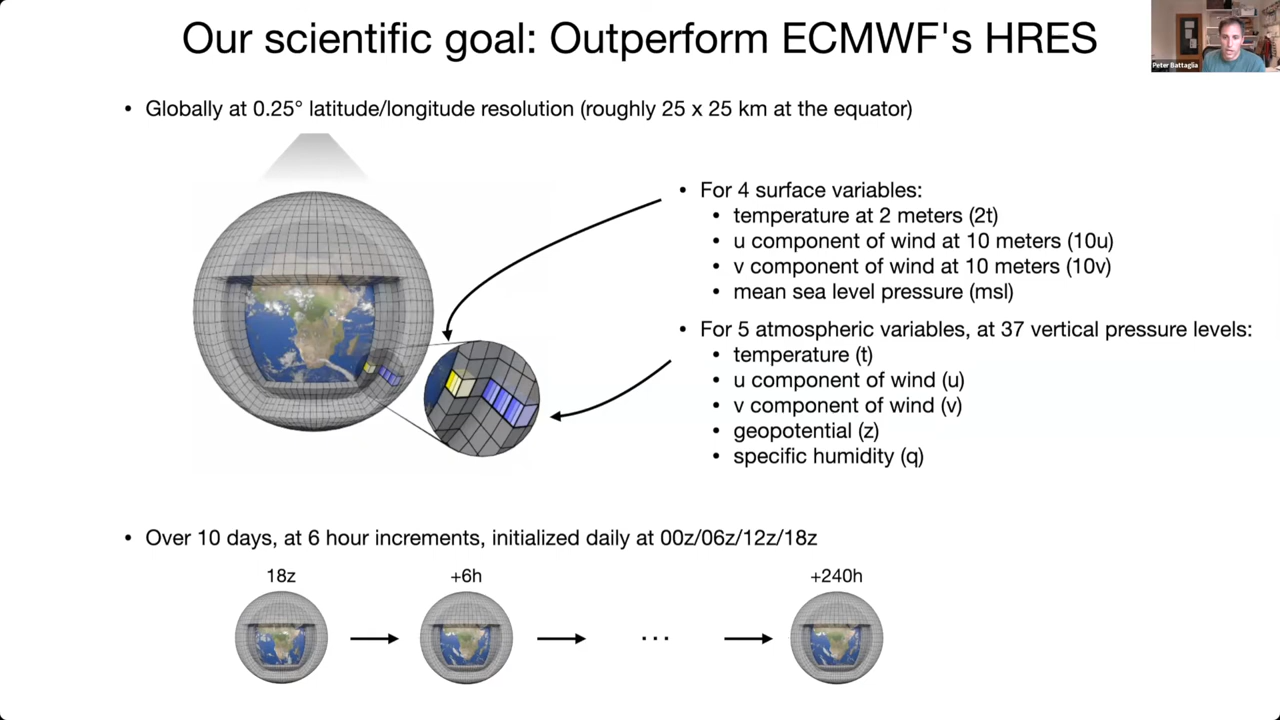 Our scientific goal: Outperform ECMWF's HRES
Peter Battaglia
• Globally at 0.25° latitude/longitude resolution (roughly 25 x 25 km at the equator)
• For 4 surface variables:
• temperature at 2 meters (2t)
• u component of wind at 10 meters (10u)
• v component of wind at 10 meters (10v)
• mean sea level pressure (msl)
• For 5 atmospheric variables, at 37 vertical pressure levels:
• temperature (t)
• u component of wind (u)
• v component of wind (v)
• geopotential (z)
• specific humidity (q)
• Over 10 days, at 6 hour increments, initialized daily at 00z/06z/12z/18z
18z
+6h
+240h
...